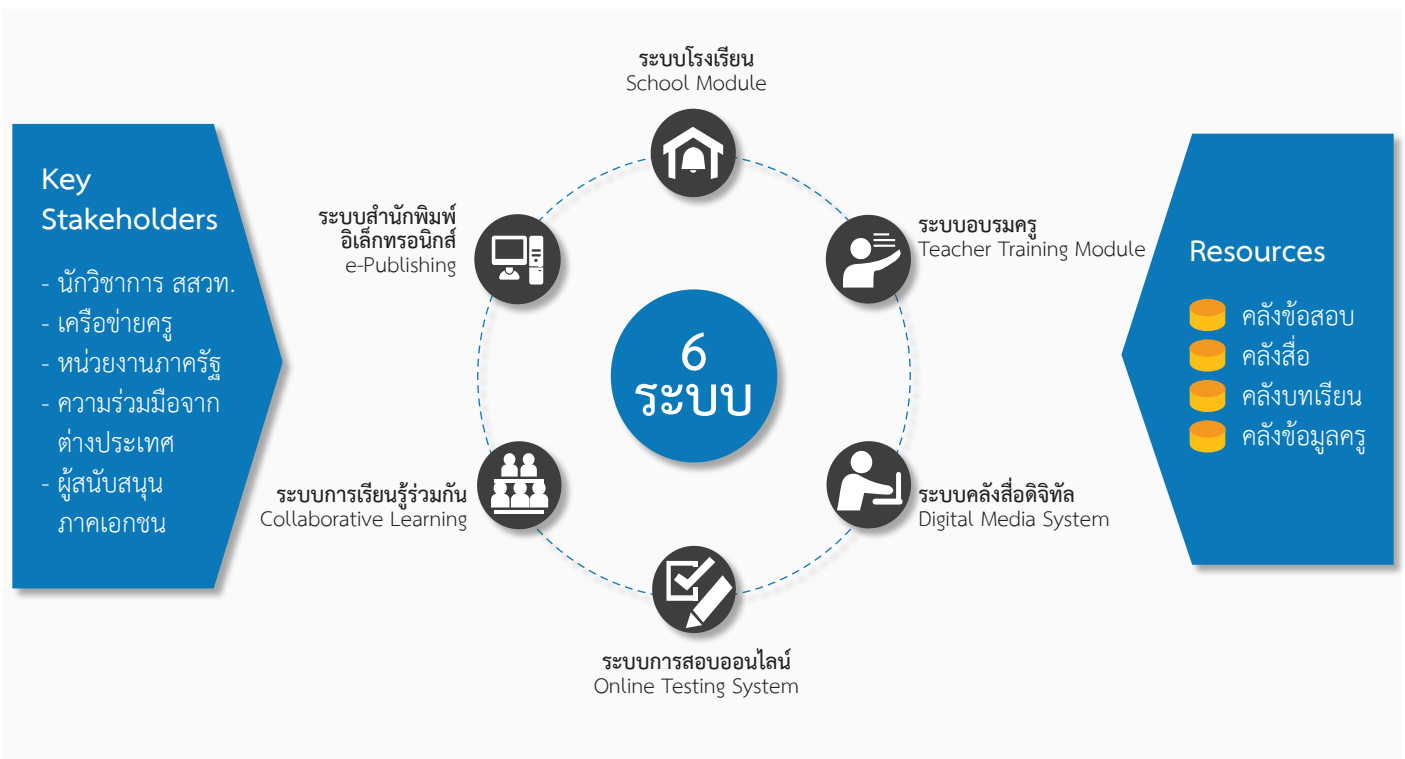 ระบบโรงเรียน
School Module
Key
Stakeholders
- นักวิชาการ สสวท.
- เครือข่ายครู
- หน่วยงานภาครัฐ
- ความร่วมมือจาก
ต่างประเทศ
- ผู้สนับสนุน
ภาคเอกชน
ระบบสำนักพิมพ์
อิเล็กทรอนิกส์
e-Publishing
ระบบอบรมครู
Teacher Training Module
6
ระบบ
ระบบการเรียนรู้ร่วมกัน
Collaborative Learning
ระบบคลังสื่อดิจิทัล
Digital Media System
ระบบการสอบออนไลน์
Online Testing System
Resources
คลังข้อสอบ
คลังสื่อ
คลังบทเรียน
คลังข้อมูลครู